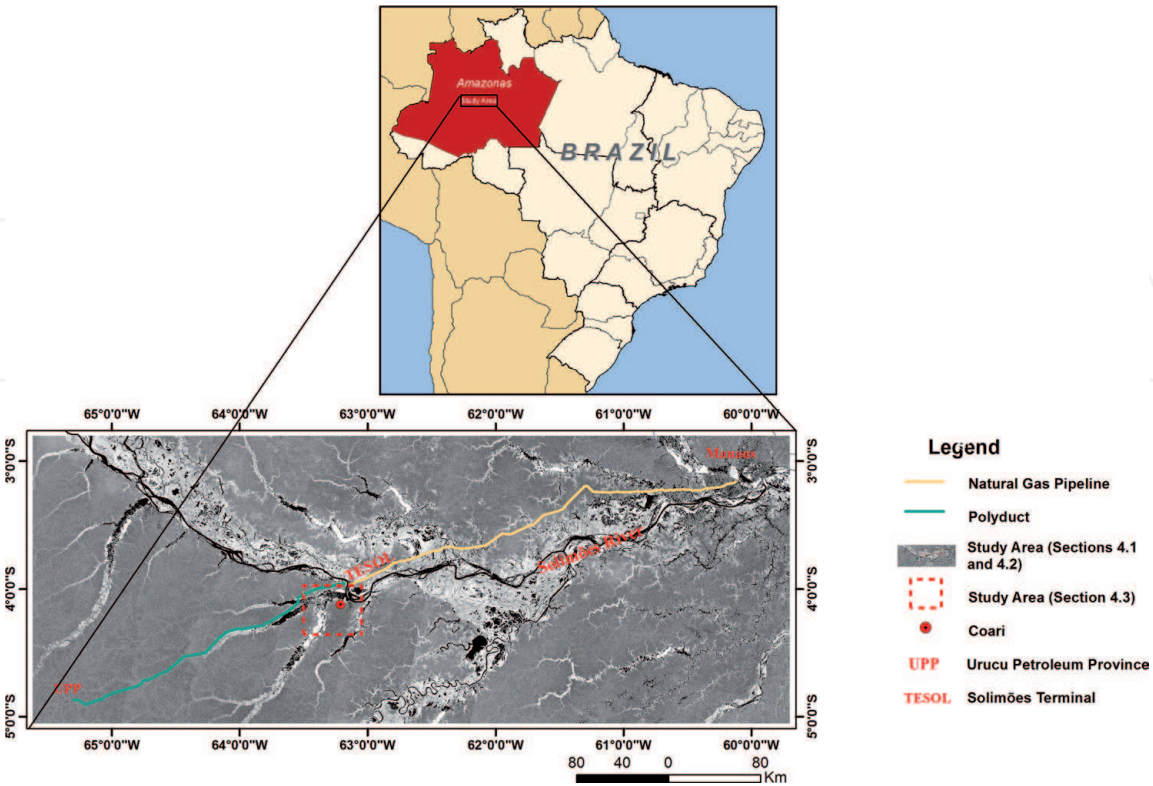 Amazonas
Study Area
BRAZIL
65°0'0"W 64°0'0"W 63°0'0"W 62°0'0"W 61°0'0"W 60°0'0"W
3°0'0"S
4°0'0"S
5°0'0"S
3°0'0"S
4°0'0"S
5°0'0"S
Manaus
Solimões River
TESOL
UPP
65°0'0"W 64°0'0"W 63°0'0"W 62°0'0"W 61°0'0"W 60°0'0"W
80 40 0 80
Km
Legend
Natural Gas Pipeline
Polyduct
Study Area (Sections 4.1
and 4.2)
Study Area (Section 4.3)
Coari
UPP Urucu Petroleum Province
TESOL Solimões Terminal